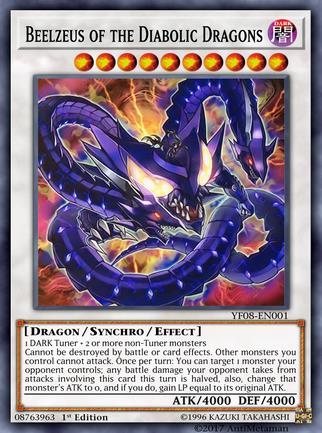 BEELZEUS OF THE DIABOLIC DRAGONS
DARK
闇
YF08-EN001
[DRAGON / SYNCHRO / EFFECT]
1 DARK Tuner + 2 or more non-Tuner monsters
Cannot be destroyed by battle or card effects. Other monsters you
control cannot attack. Once per turn: You can target 1 monster your
opponent controls; any battle damage your opponent takes from
attacks involving this card this turn is halved, also, change that
monster's ATK to 0, and if you do, gain LP equal to its original ATK.
ATK/4000 DEF/4000
08763963 1st Edition ©1996 KAZUKI TAKAHASHI
©2017 AntiMetaman